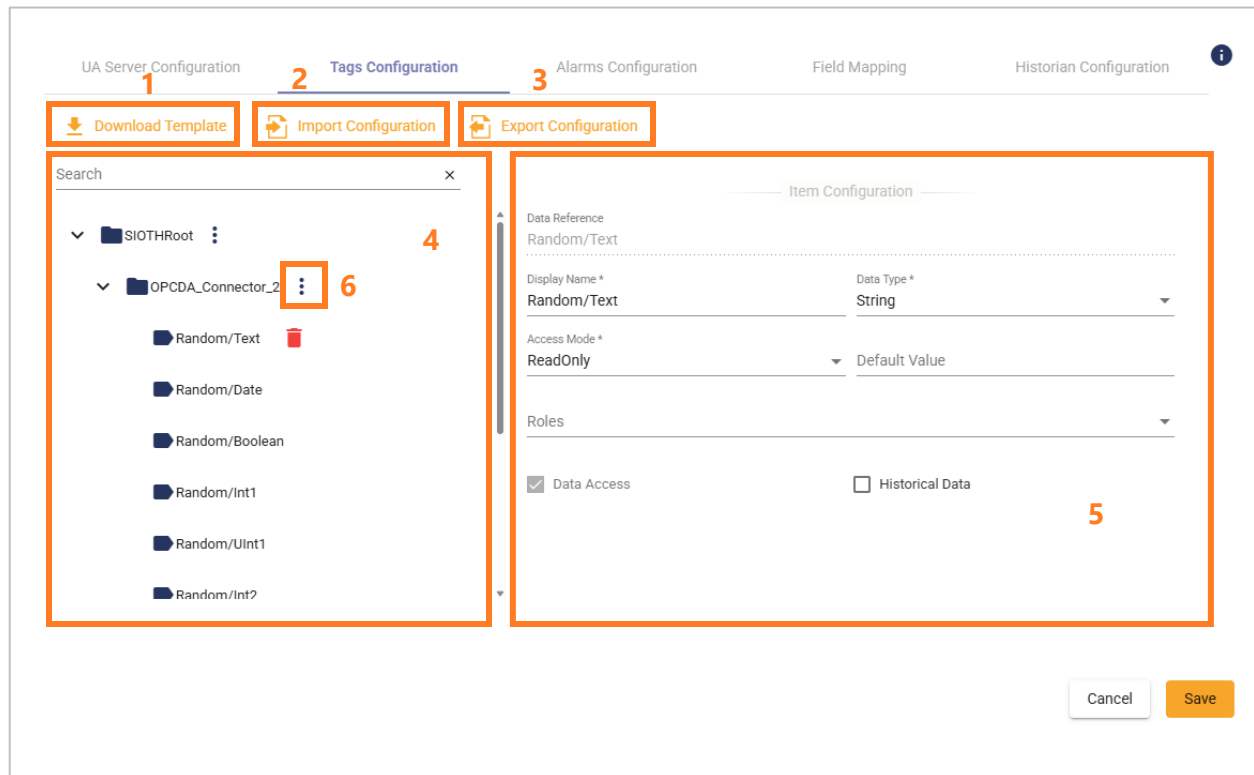 UA Server Configuration
Tags Configuration
Alarms Configuration
Field Mapping
Historian Configuration
i
1
2
3
Download Template
Import Configuration
Export Configuration
Search
SIOTHRoot
4
OPCDA_Connector_2
6
Random/Text
Random/Date
Random/Boolean
Random/Int1
Random/UInt1
Random/Int2
Item Configuration
Data Reference
Random/Text
Display Name *
Random/Text
Data Type *
String
Access Mode *
ReadOnly
Default Value
Roles
Data Access
Historical Data
5
Cancel
Save